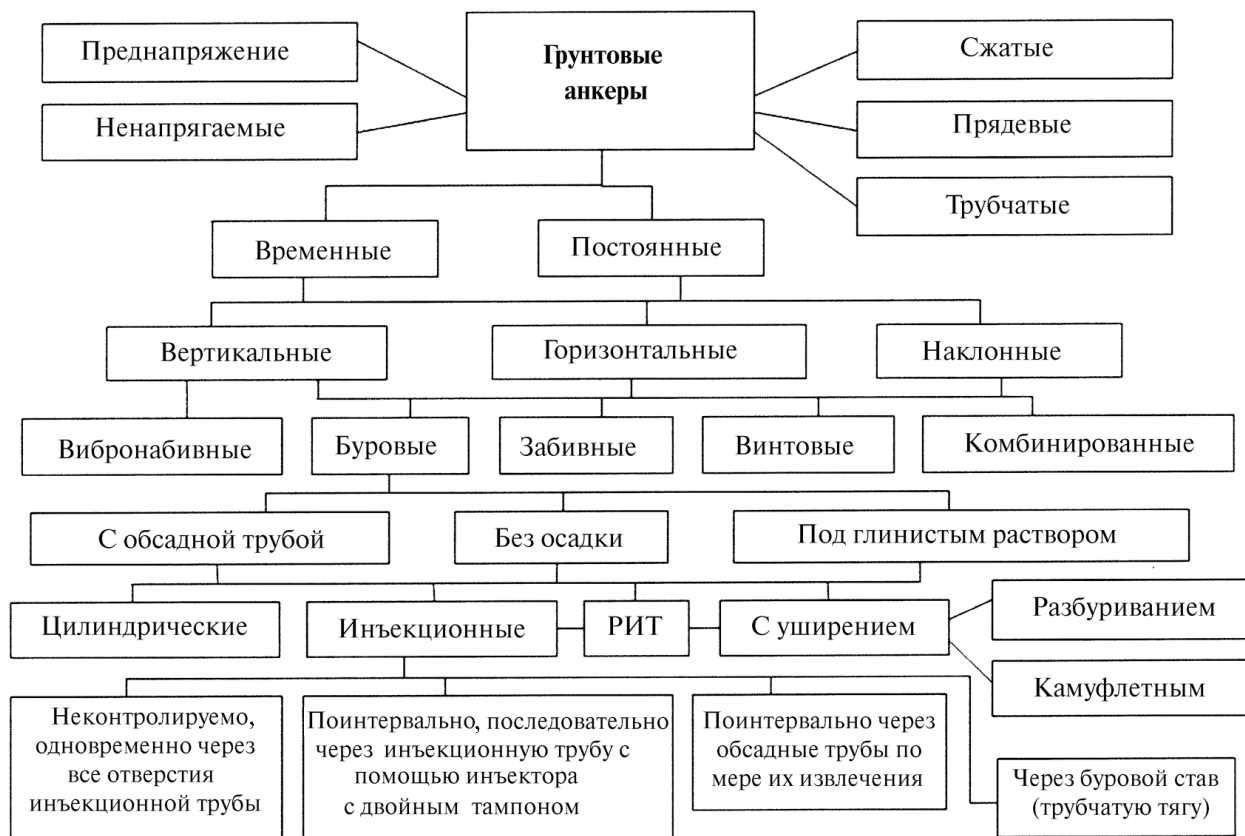 Преднапряжение
Ненапрягаемые
Грунтовые
анкеры
Сжатые
Прядевые
Трубчатые
Временные
Постоянные
Вертикальные
Горизонтальные
Наклонные
Вибронабивные
Буровые
Забивные
Винтовые
Комбинированные
С обсадной трубой
Без осадки
Под глинистым раствором
Цилиндрические
Инъекционные
РИТ
С уширением
Разбуриванием
Камуфлетным
Неконтролируемо,
одновременно через
все отверстия
инъекционной трубы
Поинтервально, последовательно
через инъекционную трубу с
помощью инъектора
с двойным тампоном
Поинтервально через
обсадные трубы по
мере их извлечения
Через буровой став
(трубчатую тягу)